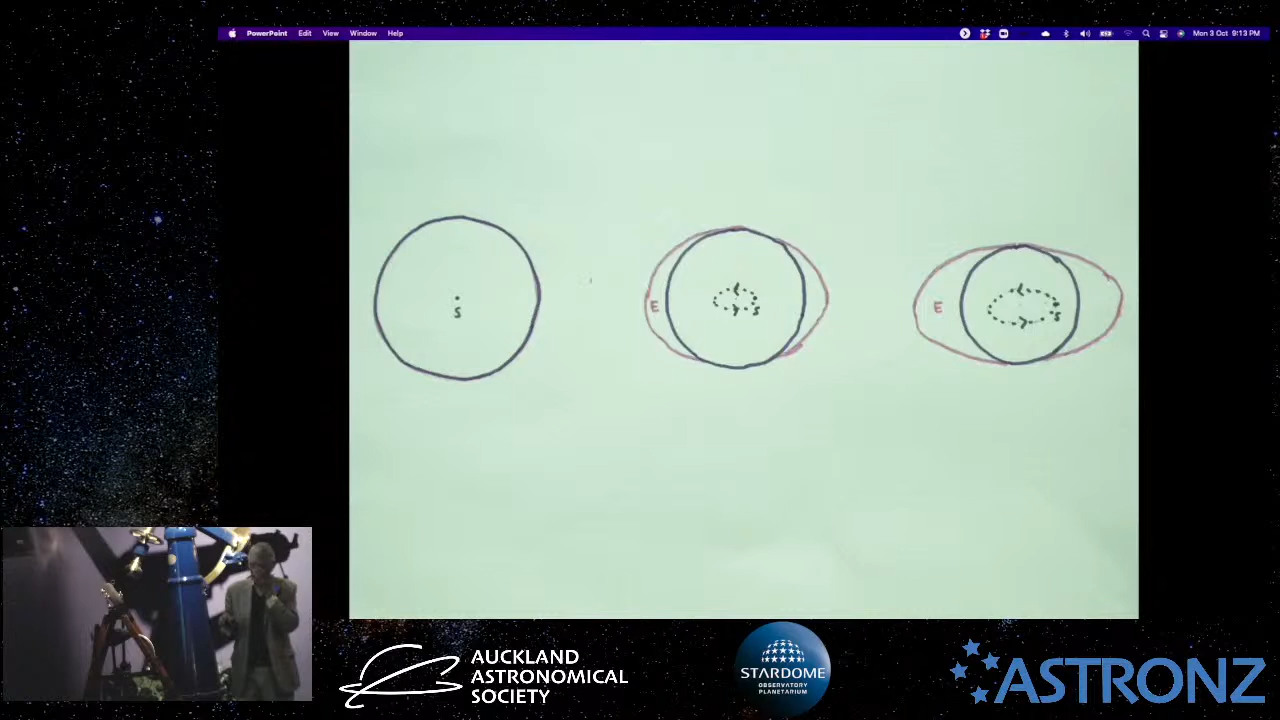 PowerPoint Edit View Window Help
Mon 3 Oct 9:13 PM
S
E
S
E
S
AUCKLAND
ASTRONOMICAL
SOCIETY
STARDOME
OBSERVATORY
PLANETARIUM
ASTRONZ